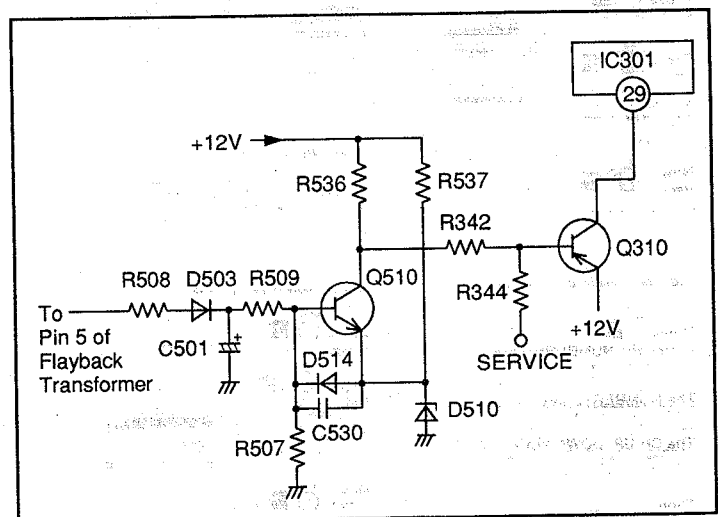 IC301
29
+12V
R536
R537
R342
Q310
R508
D503
R509
Q510
R344
To
Pin 5 of
Flayback
Transformer
C501
+
+12V
SERVICE
D514
C530
D510
R507